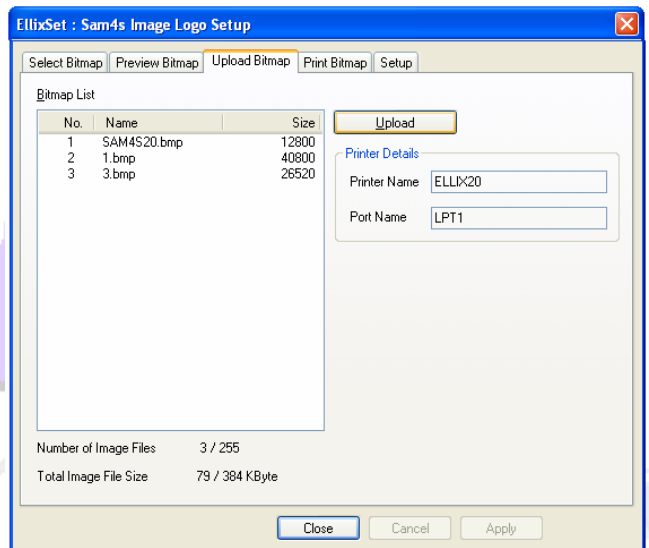 EllixSet : Sam4s Image Logo Setup
Select Bitmap Preview Bitmap Upload Bitmap Print Bitmap Setup
Bitmap List
No. Name Size
1 SAM4S20.bmp 12800
2 1.bmp 40800
3 3.bmp 26520
Upload
Printer Details
Printer Name ELLIX20
Port Name LPT1
Number of Image Files 3 / 255
Total Image File Size 79 / 384 KByte
Close Cancel Apply